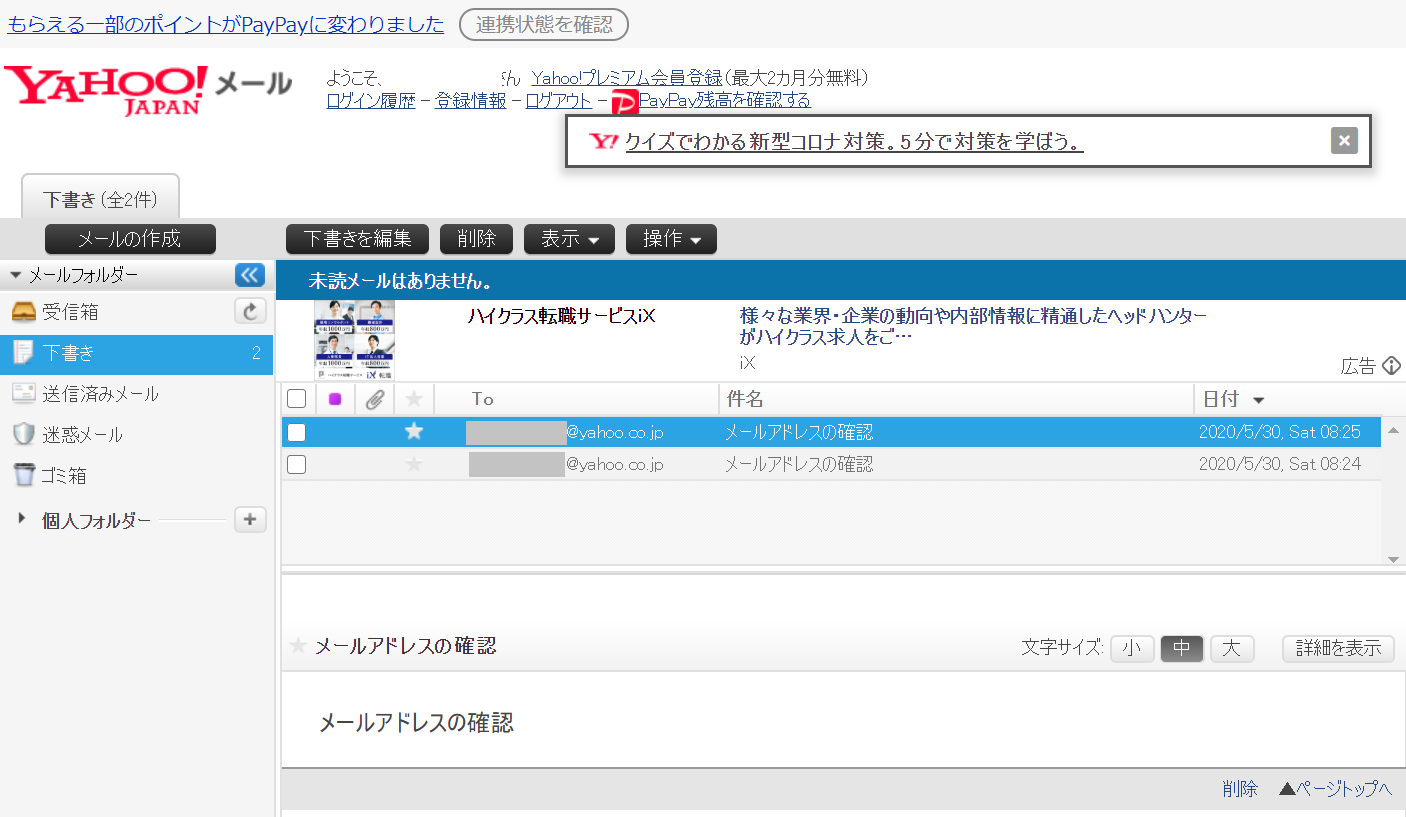 もらえる一部のポイントがPayPayに変わりました 連携状態を確認
YAHOO! JAPAN メール
ようこそ、 さん Yahoo!プレミアム会員登録(最大2カ月分無料)
ログイン履歴 - 登録情報 - ログアウト - PayPay残高を確認する
Y! クイズでわかる新型コロナ対策。5分で対策を学ぼう。
下書き(全2件)
メールの作成 下書きを編集 削除 表示 操作
メールフォルダー
受信箱
下書き 2
送信済みメール
迷惑メール
ゴミ箱
個人フォルダー
未読メールはありません。
ハイクラス転職サービスiX
様々な業界・企業の動向や内部情報に精通したヘッドハンター
がハイクラス求人をご…
iX
広告
To 件名 日付
@yahoo.co.jp メールアドレスの確認 2020/5/30, Sat 08:25
@yahoo.co.jp メールアドレスの確認 2020/5/30, Sat 08:24
メールアドレスの確認 文字サイズ: 小 中 大 詳細を表示
メールアドレスの確認
削除 ▲ページトップへ